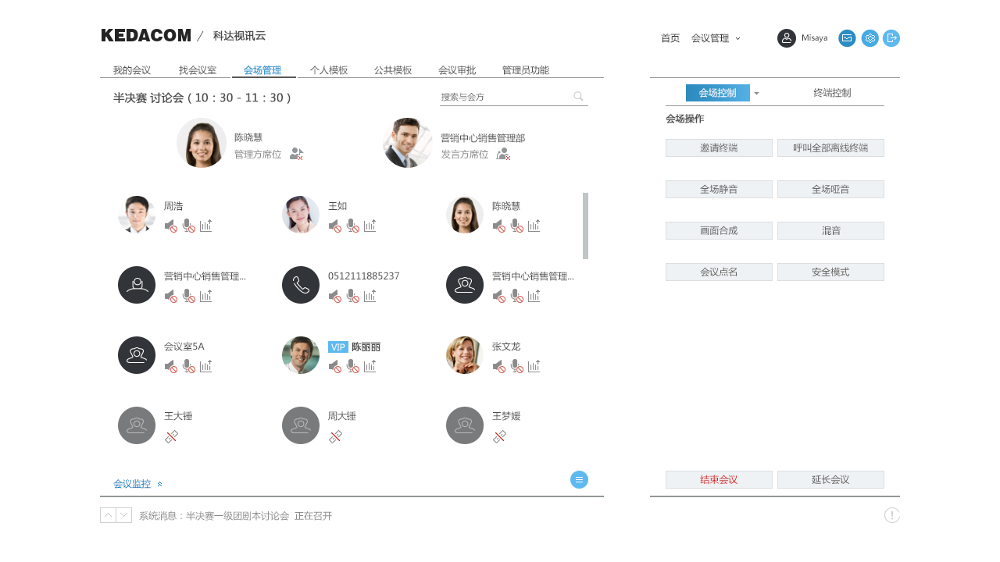 KEDACOM / 科达视讯云
首页 会议管理 Misaya
我的会议 找会议室 会场管理 个人模板 公共模板 会议审批 管理员功能
半决赛 讨论会 ( 10：30 - 11：30 )
搜索与会方
陈晓慧
管理方席位
营销中心销售管理部
发言方席位
周浩
王如
陈晓慧
营销中心销售管理...
0512111885237
营销中心销售管理...
会议室5A
VIP 陈丽丽
张文龙
王大锤
周大锤
王梦媛
会议监控
系统消息：半决赛一级团剧本讨论会 正在召开
会场控制 终端控制
会场操作
邀请终端 呼叫全部离线终端
全场静音 全场哑音
画面合成 混音
会议点名 安全模式
结束会议 延长会议